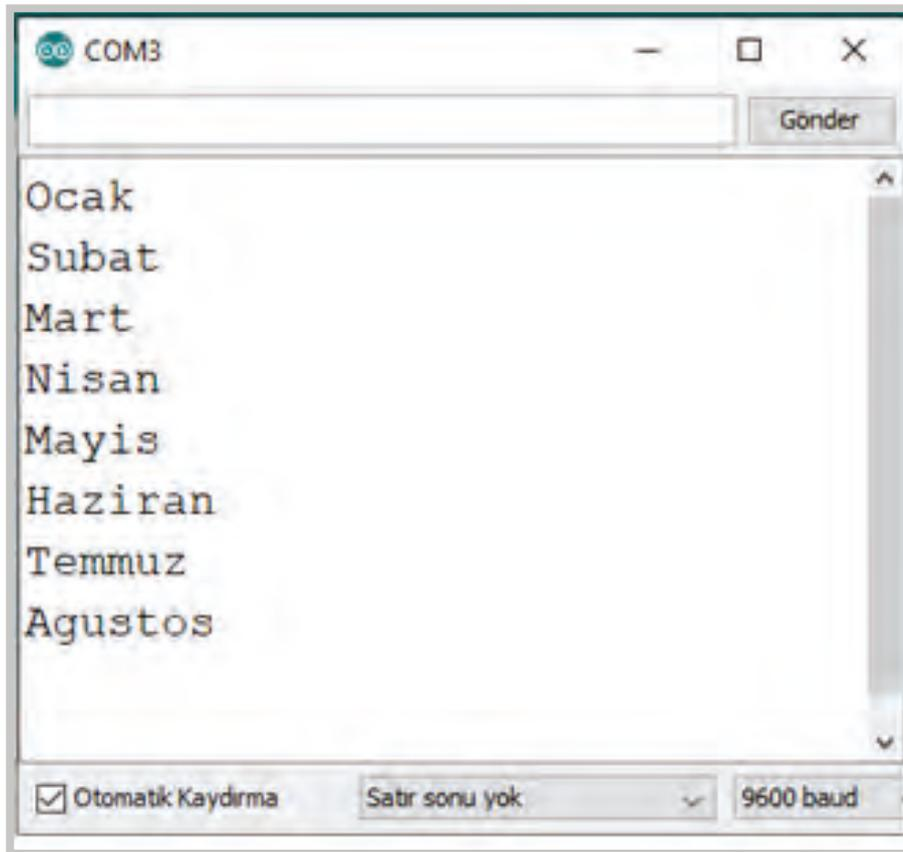 COM3
Gönder
Ocak
Subat
Mart
Nisan
Mayis
Haziran
Temmuz
Agustos
Otomatik Kaydırma Satır sonu yok 9600 baud